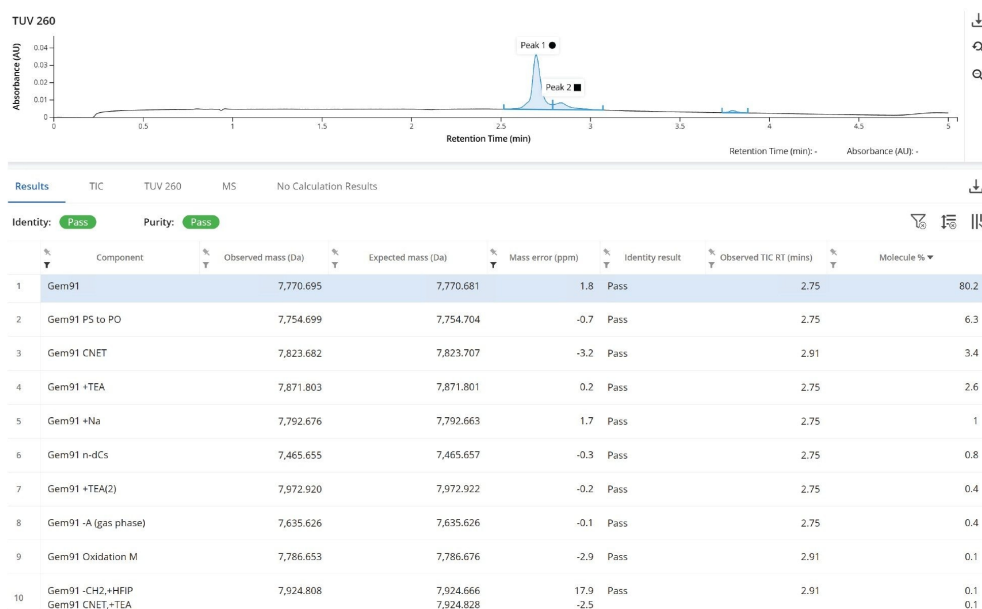 TUV 260
Absorbance (AU)
0.04
0.03
0.02
0.01
0
Peak 1
Peak 2
0 0.5 1 1.5 2 2.5 3 3.5 4 4.5 5
Retention Time (min)
Retention Time (min): - Absorbance (AU): -
Results TIC TUV 260 MS No Calculation Results
Identity: Pass Purity: Pass
Component Observed mass (Da) Expected mass (Da) Mass error (ppm) Identity result Observed TIC RT (mins) Molecule %
1 Gem91 7,770.695 7,770.681 1.8 Pass 2.75 80.2
2 Gem91 PS to PO 7,754.699 7,754.704 -0.7 Pass 2.75 6.3
3 Gem91 CNET 7,823.682 7,823.707 -3.2 Pass 2.91 3.4
4 Gem91 +TEA 7,871.803 7,871.801 0.2 Pass 2.75 2.6
5 Gem91 +Na 7,792.676 7,792.663 1.7 Pass 2.75 1
6 Gem91 n-dCs 7,465.655 7,465.657 -0.3 Pass 2.75 0.8
7 Gem91 +TEA(2) 7,972.920 7,972.922 -0.2 Pass 2.75 0.4
8 Gem91 -A (gas phase) 7,635.626 7,635.626 -0.1 Pass 2.75 0.4
9 Gem91 Oxidation M 7,786.653 7,786.676 -2.9 Pass 2.91 0.1
10 Gem91 -CH2,+HFIP 7,924.808 7,924.666 17.9 Pass 2.91 0.1
Gem91 CNET,+TEA 7,924.828 -2.5 0.1